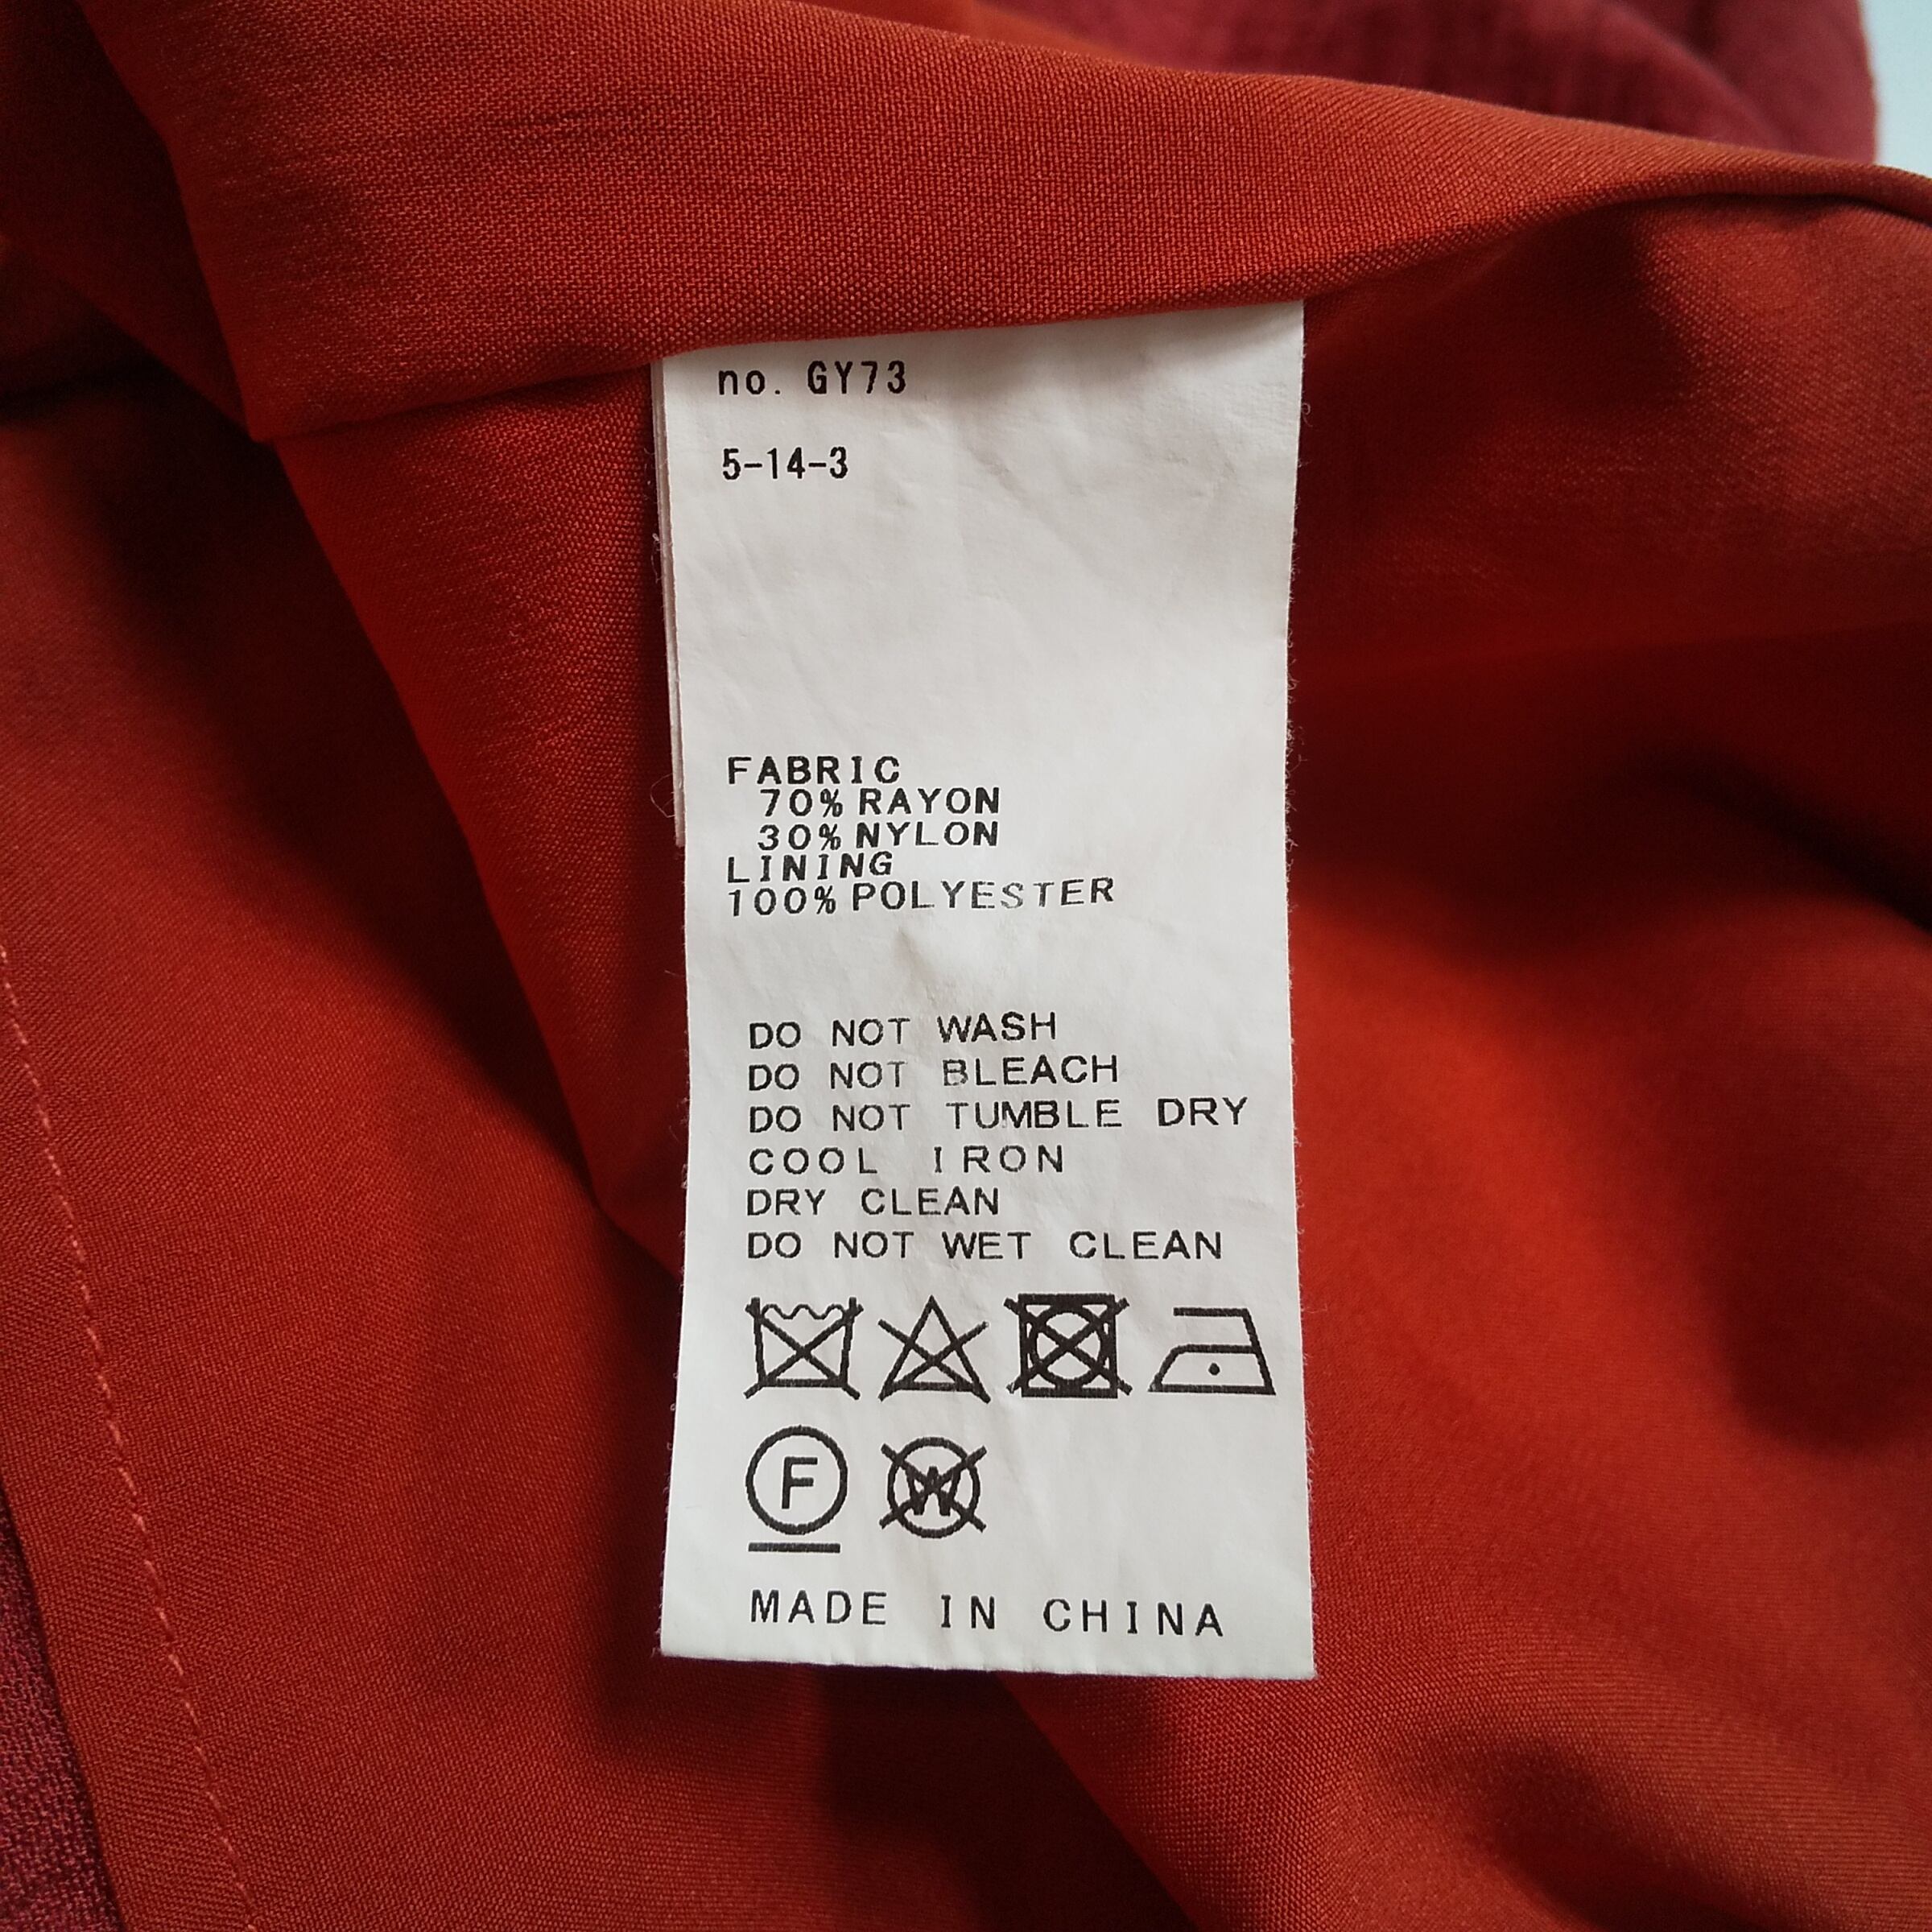 no. GY73
5-14-3
FABRIC
70% RAYON
30% NYLON
LINING
100% POLYESTER
DO NOT WASH
DO NOT BLEACH
DO NOT TUMBLE DRY
COOL IRON
DRY CLEAN
DO NOT WET CLEAN
F W
MADE IN CHINA